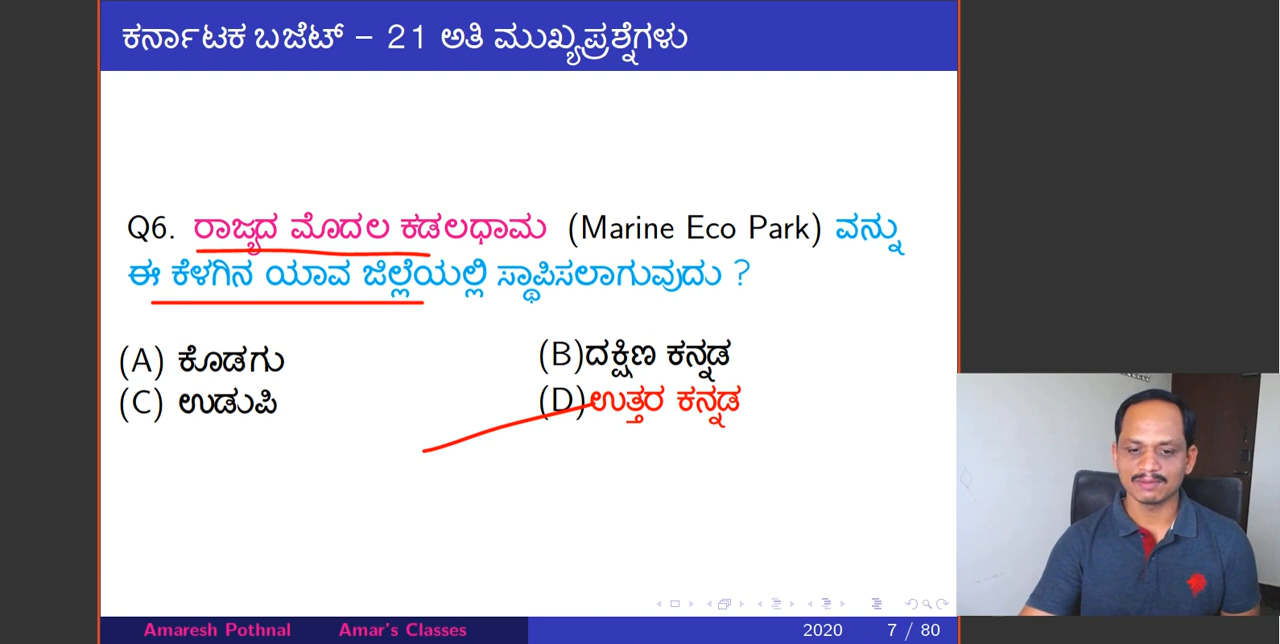 ಕರ್ನಾಟಕ ಬಜೆಟ್ – 21 ಅತಿ ಮುಖ್ಯಪ್ರಶ್ನೆಗಳು
Q6. ರಾಜ್ಯದ ಮೊದಲ ಕಡಲಧಾಮ (Marine Eco Park) ವನ್ನು
ಈ ಕೆಳಗಿನ ಯಾವ ಜಿಲ್ಲೆಯಲ್ಲಿ ಸ್ಥಾಪಿಸಲಾಗುವುದು ?
(A) ಕೊಡಗು (B)ದಕ್ಷಿಣ ಕನ್ನಡ
(C) ಉಡುಪಿ (D)ಉತ್ತರ ಕನ್ನಡ
Amaresh Pothnal Amar's Classes 2020 7 / 80